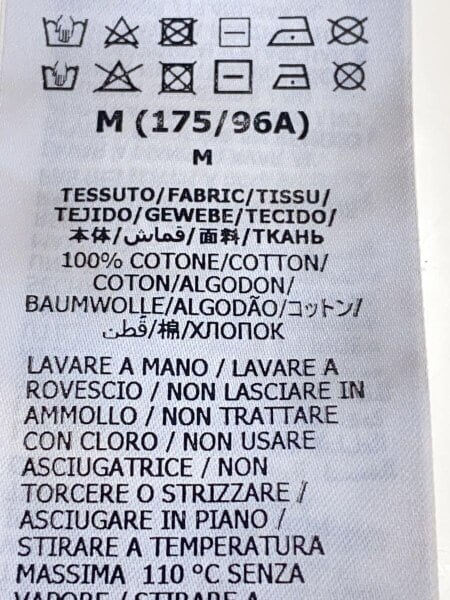 M (175/96A)
M
TESSUTO/FABRIC/TISSU/
TEJIDO/GEWEBE/TECIDO/
本体/قماش/面料/ТКАНЬ
100% COTONE/COTTON/
COTON/ALGODON/
BAUMWOLLE/ALGODÃO/コットン/
قطن/棉/ХЛОПОК
LAVARE A MANO / LAVARE A
ROVESCIO / NON LASCIARE IN
AMMOLLO / NON TRATTARE
CON CLORO / NON USARE
ASCIUGATRICE / NON
TORCERE O STRIZZARE /
ASCIUGARE IN PIANO /
STIRARE A TEMPERATURA
MASSIMA 110 °C SENZA
VAPORE / STIRARE A